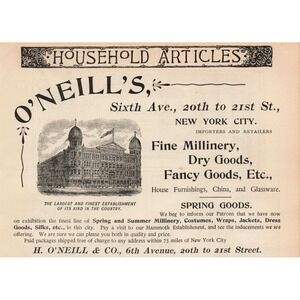 HOUSEHOLD ARTICLES
O'NEILL'S,
Sixth Ave., 20th to 21st St.,
NEW YORK CITY.
IMPORTERS AND RETAILERS
Fine Millinery,
Dry Goods,
Fancy Goods, Etc.,
House Furnishings, China, and Glassware.
THE LARGEST AND FINEST ESTABLISHMENT
OF ITS KIND IN THE COUNTRY.
SPRING GOODS.
We beg to inform our Patrons that we have now
on exhibition the finest line of Spring and Summer Millinery, Costumes, Wraps, Jackets, Dress
Goods, Silks, etc., in this city. Pay a visit to our Mammoth Establishment, and see the inducements we are
offering. We are sure you can please you both in quality and price.
Paid packages shipped free of charge to any address within 75 miles of New York City
H. O'NEILL & CO., 6th Avenue, 20th to 21st Street.